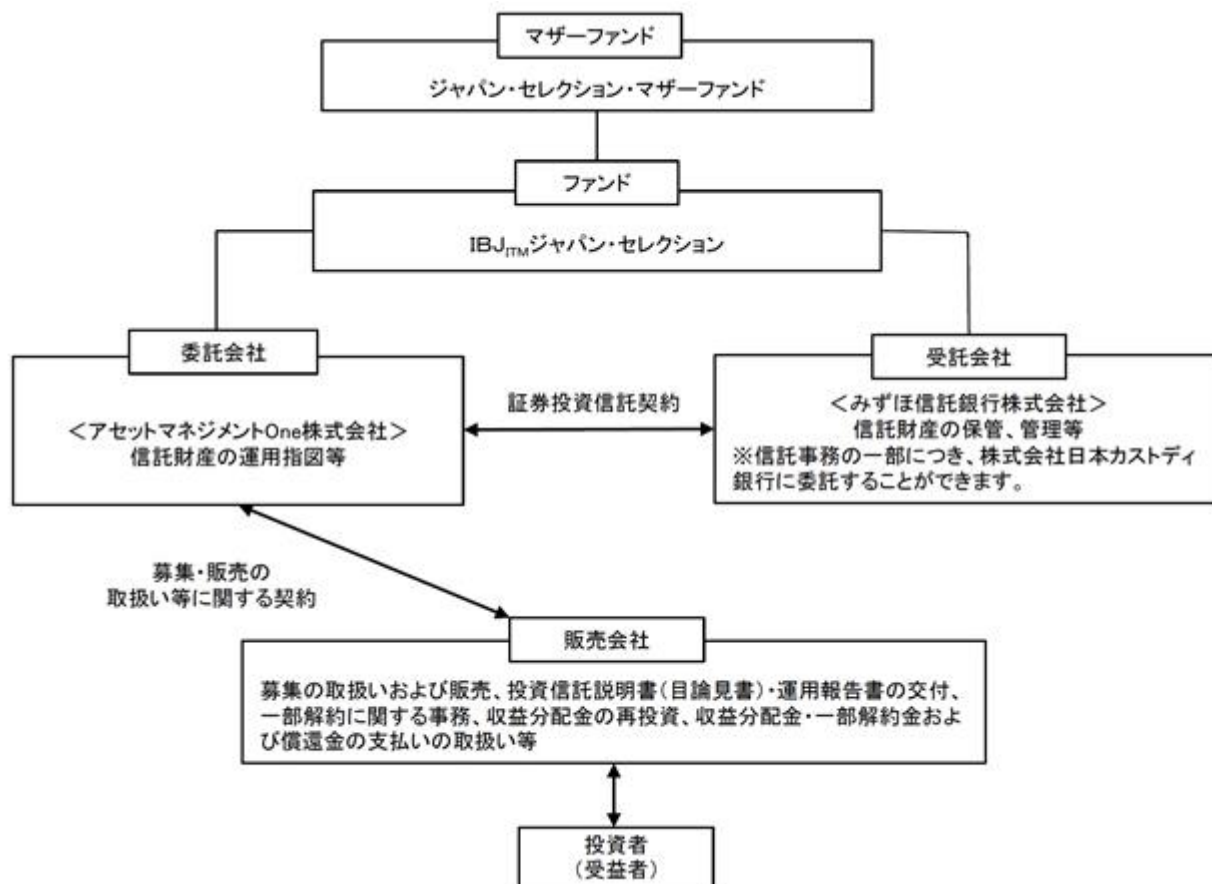 マザーファンド
ジャパン・セレクション・マザーファンド
ファンド
IBJITMジャパン・セレクション
委託会社
<アセットマネジメントOne株式会社>
信託財産の運用指図等
証券投資信託契約
受託会社
<みずほ信託銀行株式会社>
信託財産の保管、管理等
※信託事務の一部につき、株式会社日本カストディ
銀行に委託することができます。
募集・販売の
取扱い等に関する契約
販売会社
募集の取扱いおよび販売、投資信託説明書(目論見書)・運用報告書の交付、
一部解約に関する事務、収益分配金の再投資、収益分配金・一部解約金およ
び償還金の支払いの取扱い等
投資者
(受益者)